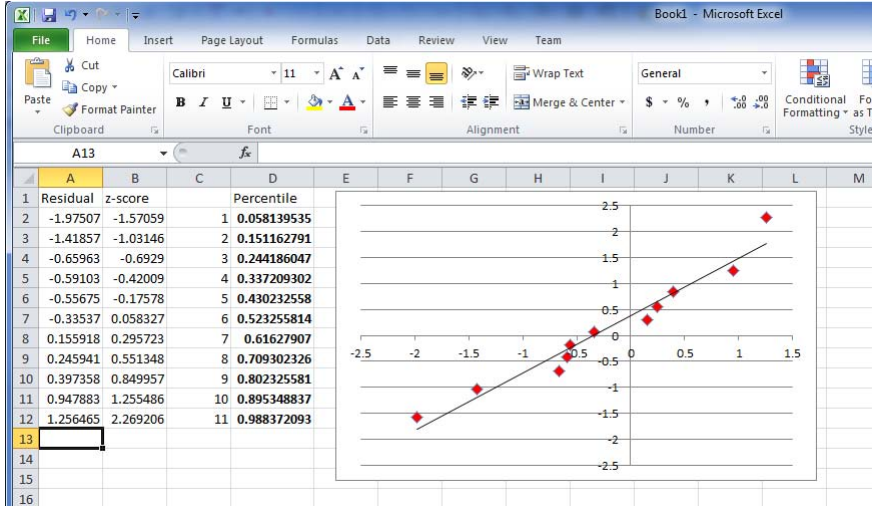 Book1 - Microsoft Excel
File Home Insert Page Layout Formulas Data Review View Team
Cut
Copy
Format Painter
Paste
Clipboard
Calibri 11 A A
B I U A
Font
Wrap Text
Merge & Center
Alignment
General
$ % , .0 .00 .00 .0
Number
Conditional Fo
Formatting as T
Style
A13 fx
A B C D E F G H I J K L M
1 Residual z-score Percentile
2 -1.97507 -1.57059 1 0.058139535
3 -1.41857 -1.03146 2 0.151162791
4 -0.65963 -0.6929 3 0.244186047
5 -0.59103 -0.42009 4 0.337209302
6 -0.55675 -0.17578 5 0.430232558
7 -0.33537 0.058327 6 0.523255814
8 0.155918 0.295723 7 0.61627907
9 0.245941 0.551348 8 0.709302326
10 0.397358 0.849957 9 0.802325581
11 0.947883 1.255486 10 0.895348837
12 1.256465 2.269206 11 0.988372093
13
14
15
16
2.5
2
1.5
1
0.5
0
-2.5 -2 -1.5 -1 -0.5 0 0.5 1 1.5
-0.5
-1
-1.5
-2
-2.5